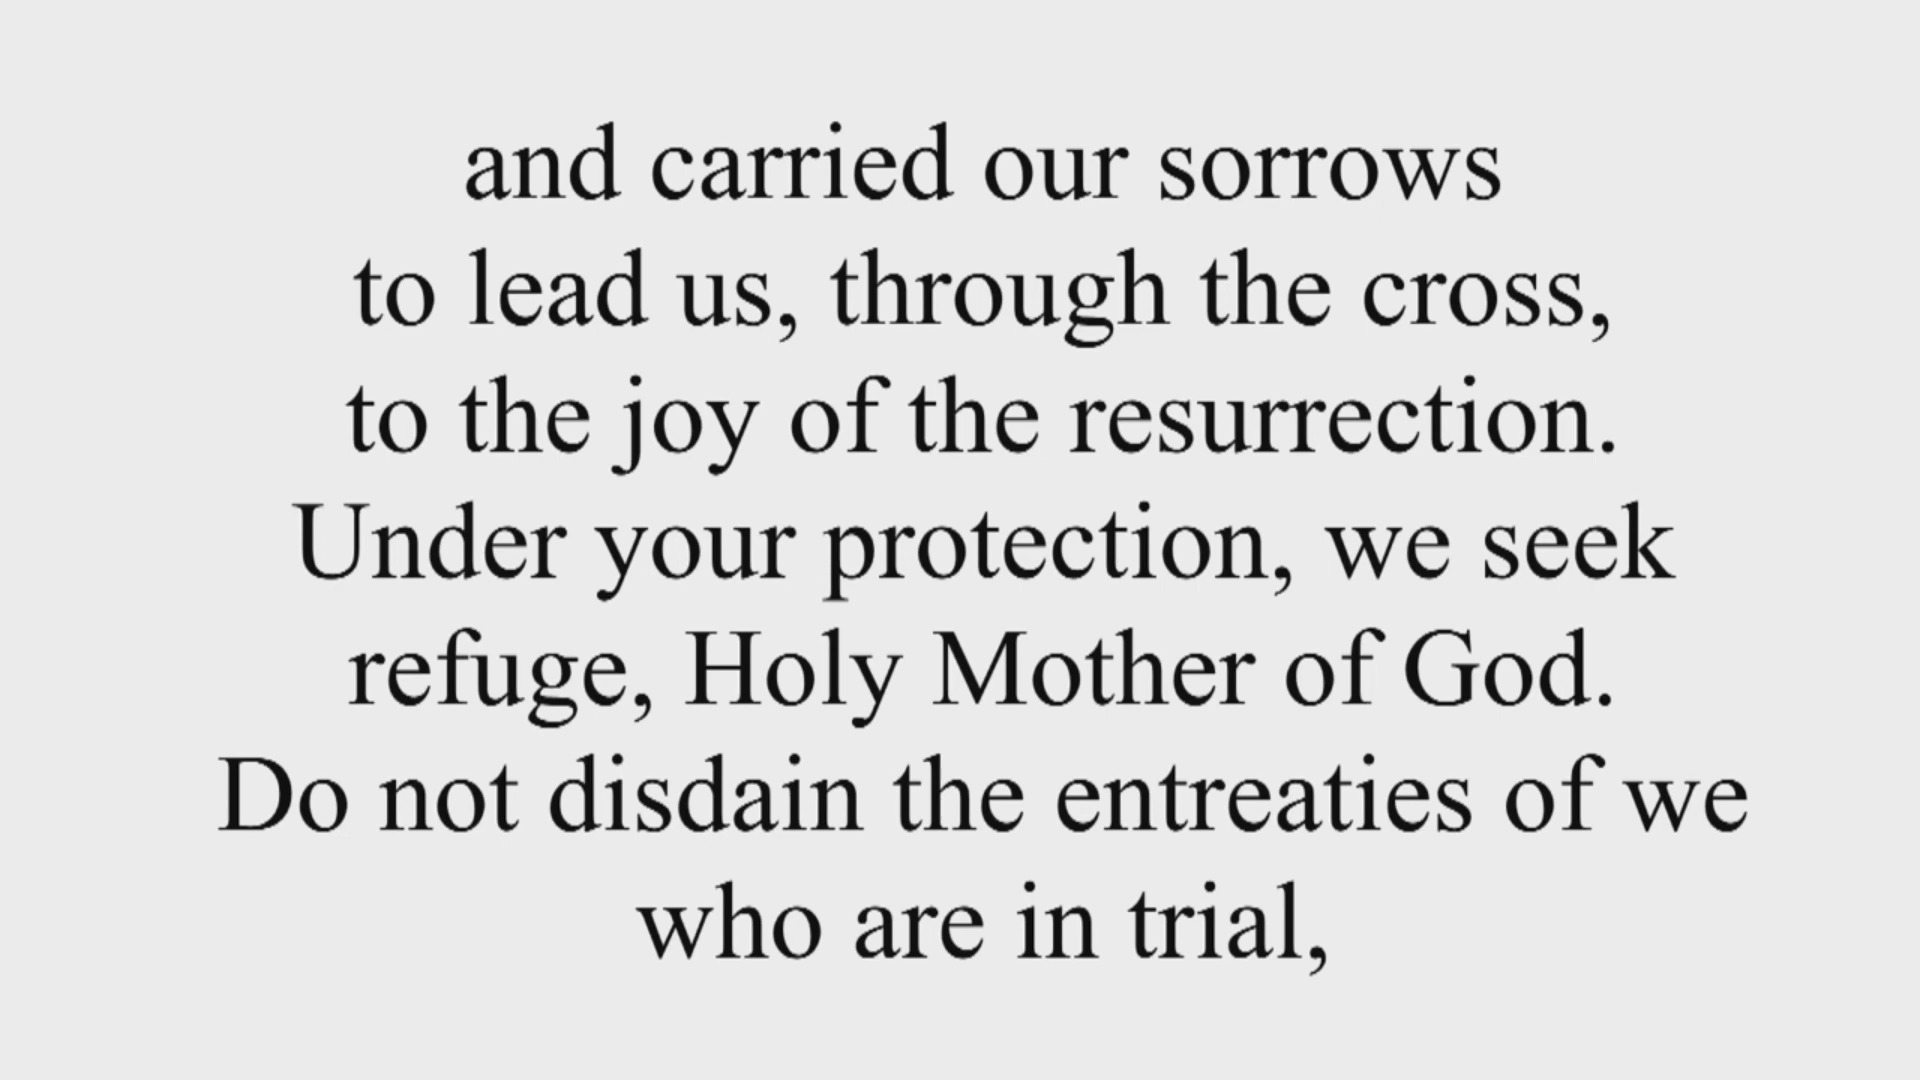 and carried our sorrows
to lead us, through the cross,
to the joy of the resurrection.
Under your protection, we seek
refuge, Holy Mother of God.
Do not disdain the entreaties of we
who are in trial,